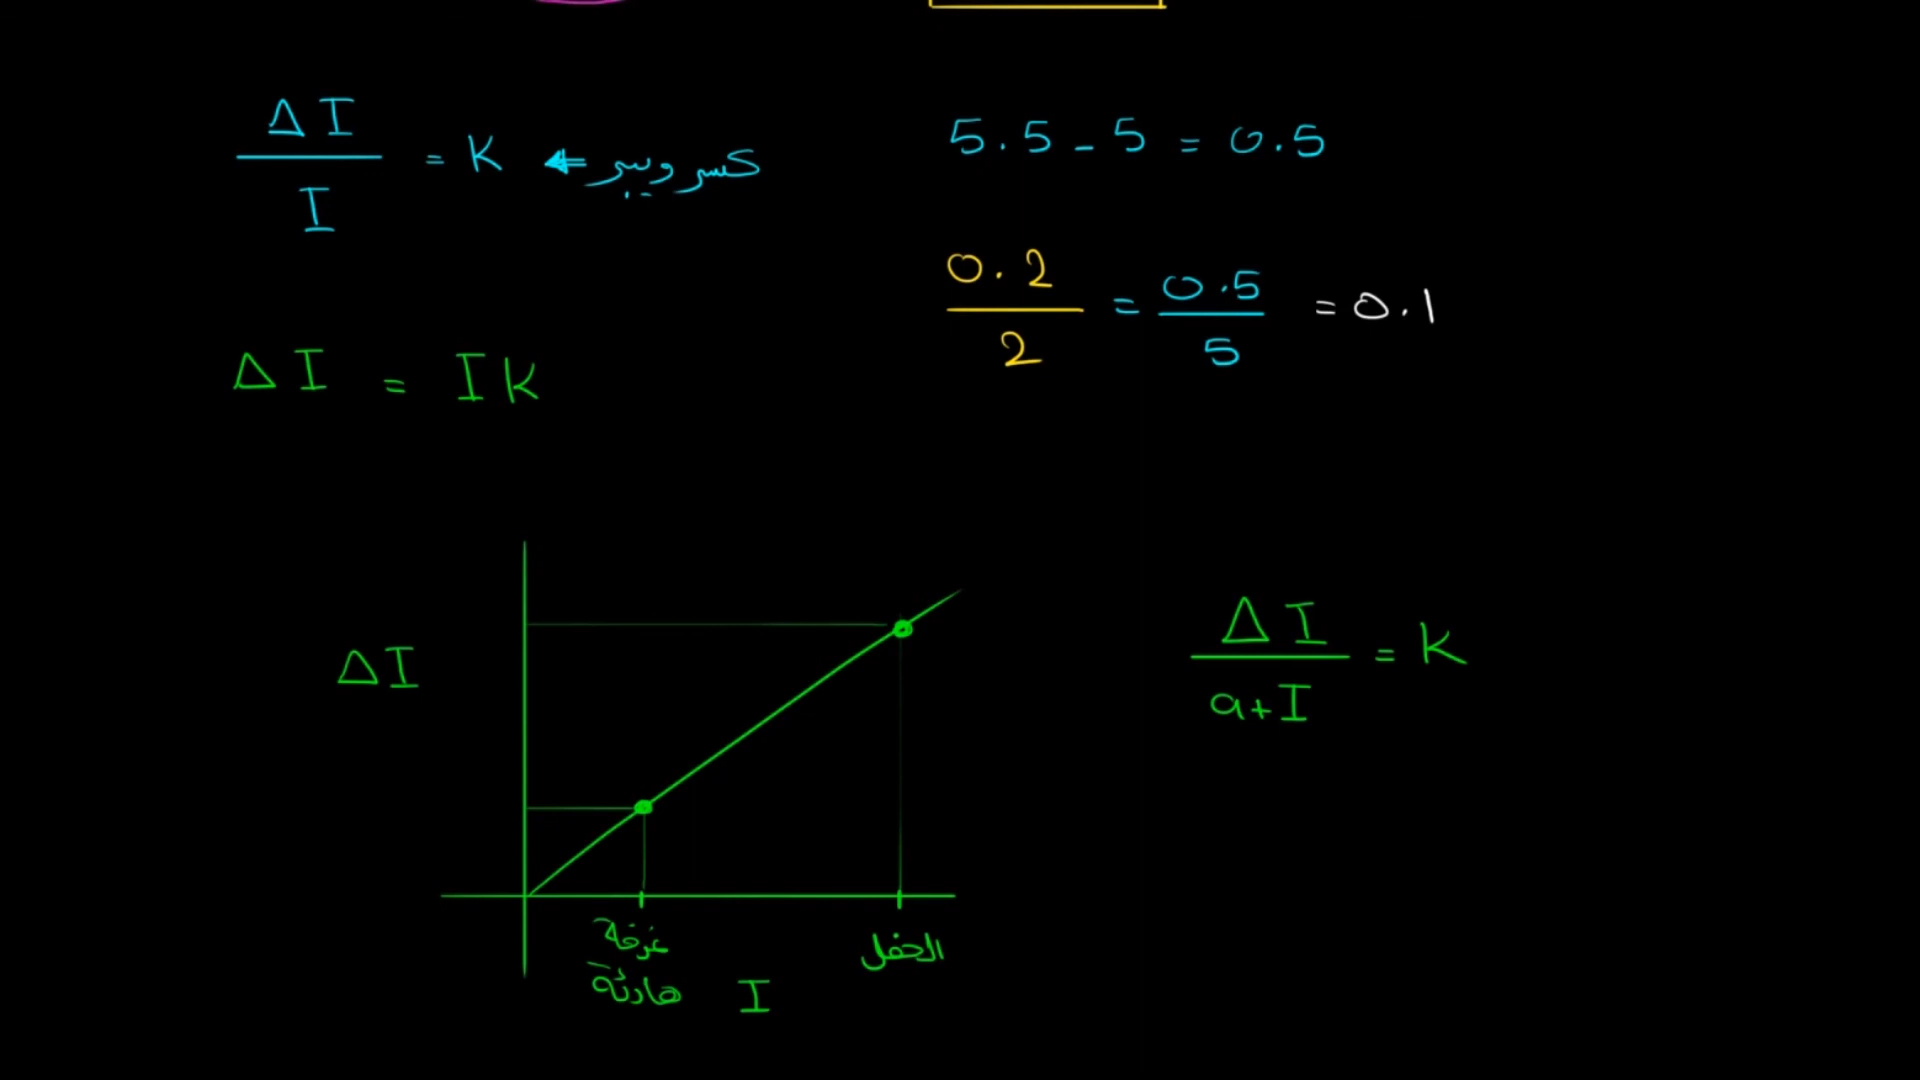 ΔI / I = K ⇐ كسر ويبر
5.5 - 5 = 0.5
0.2 / 2 = 0.5 / 5 = 0.1
ΔI = I K
ΔI
ΔI / a+I = K
غرفة
هادئة
الحفل
I